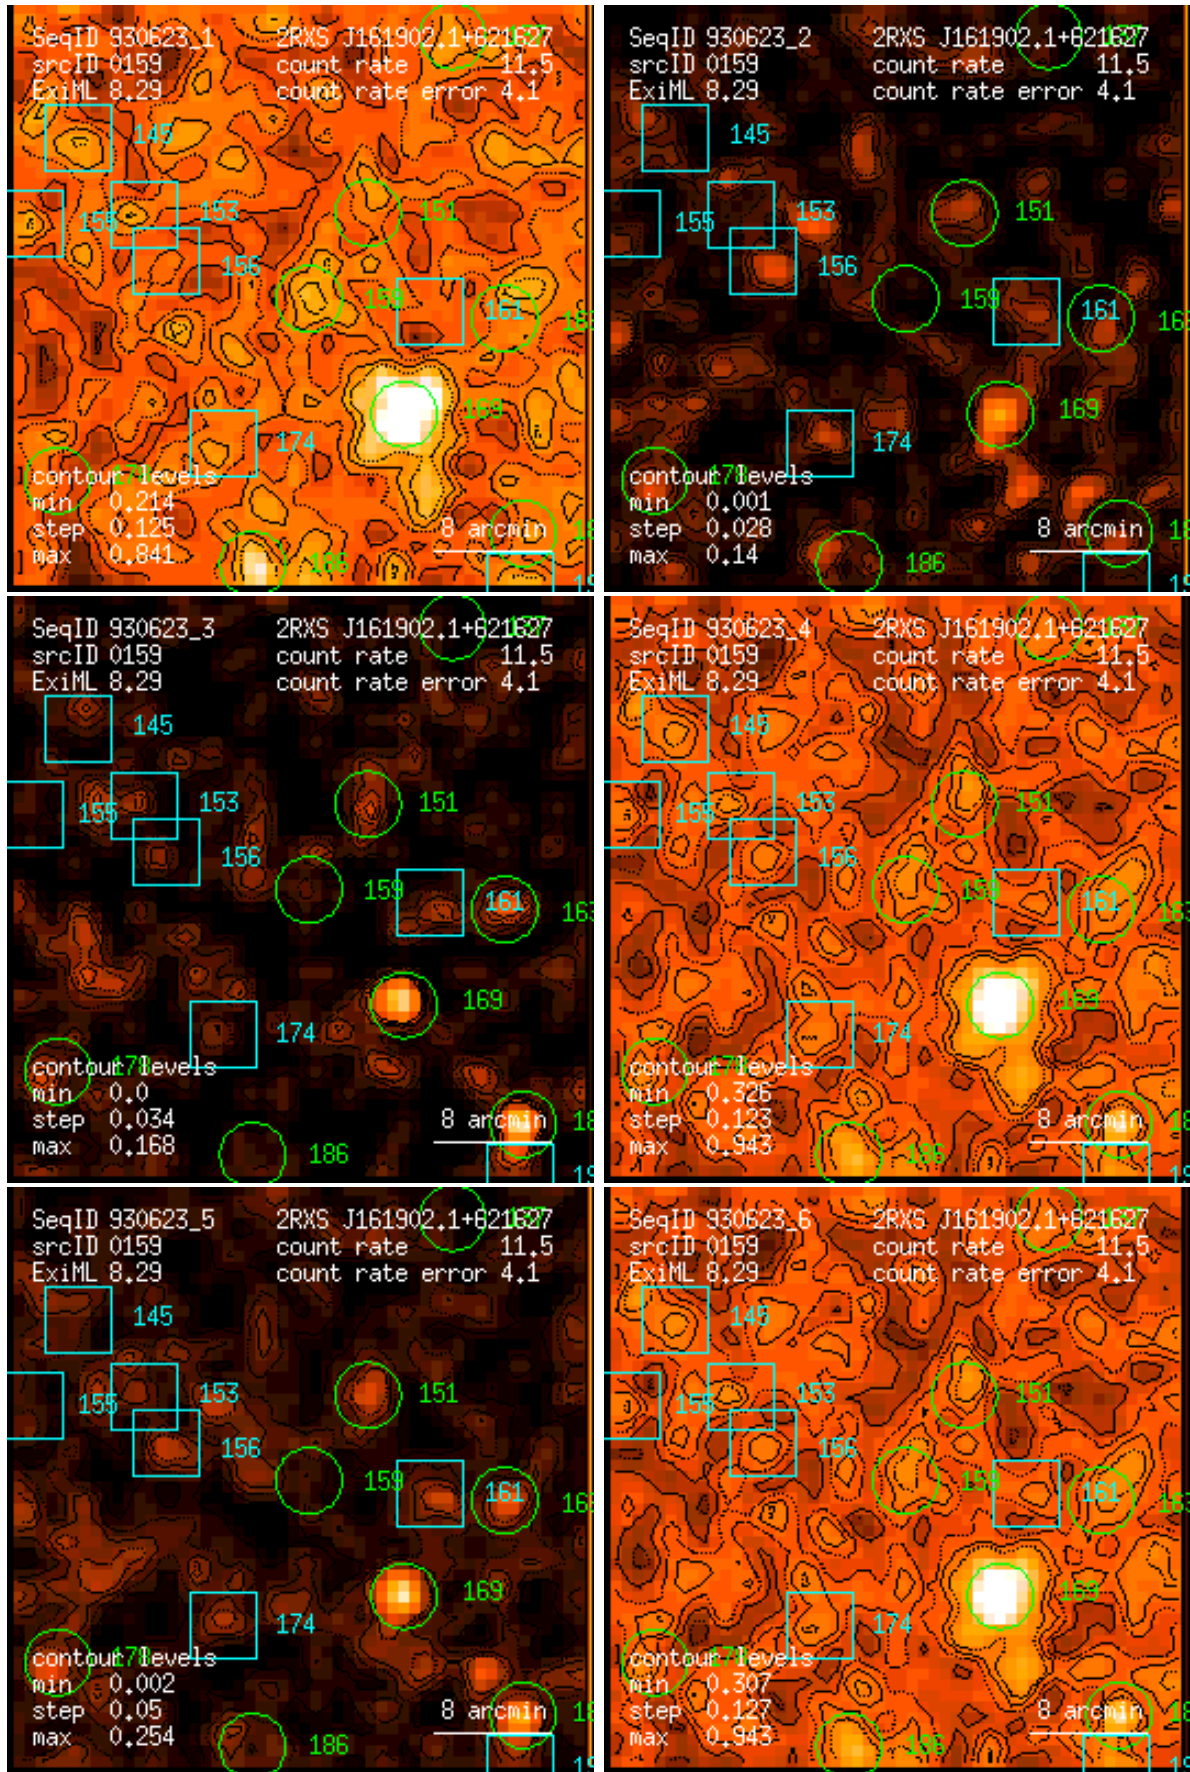 SeqID 930623_1 2RXS J161902.1+621627
srcID 0159 count rate 11.5
ExiML 8.29 count rate error 4.1
145
155 153 151
156
159 161
169
174
178
contour levels
min 0.214
step 0.125 8 arcmin
max 0.841 186
SeqID 930623_2 2RXS J161902.1+621627
srcID 0159 count rate 11.5
ExiML 8.29 count rate error 4.1
145
155 153 151
156
159 161
169
174
178
contour levels
min 0.001
step 0.028 8 arcmin
max 0.14 186
SeqID 930623_3 2RXS J161902.1+621627
srcID 0159 count rate 11.5
ExiML 8.29 count rate error 4.1
145
155 153 151
156
159 161 163
169
174
178
contour levels
min 0.0
step 0.034 8 arcmin
max 0.168 186
SeqID 930623_4 2RXS J161902.1+621627
srcID 0159 count rate 11.5
ExiML 8.29 count rate error 4.1
145
155 153 151
156
159 161 163
169
174
178
contour levels
min 0.326
step 0.123 8 arcmin
max 0.943 186
SeqID 930623_5 2RXS J161902.1+621627
srcID 0159 count rate 11.5
ExiML 8.29 count rate error 4.1
145
155 153 151
156
159 161 163
169
174
178
contour levels
min 0.002
step 0.05 8 arcmin
max 0.254 186
SeqID 930623_6 2RXS J161902.1+621627
srcID 0159 count rate 11.5
ExiML 8.29 count rate error 4.1
145
155 153 151
156
159 161 163
169
174
178
contour levels
min 0.307
step 0.127 8 arcmin
max 0.943 186